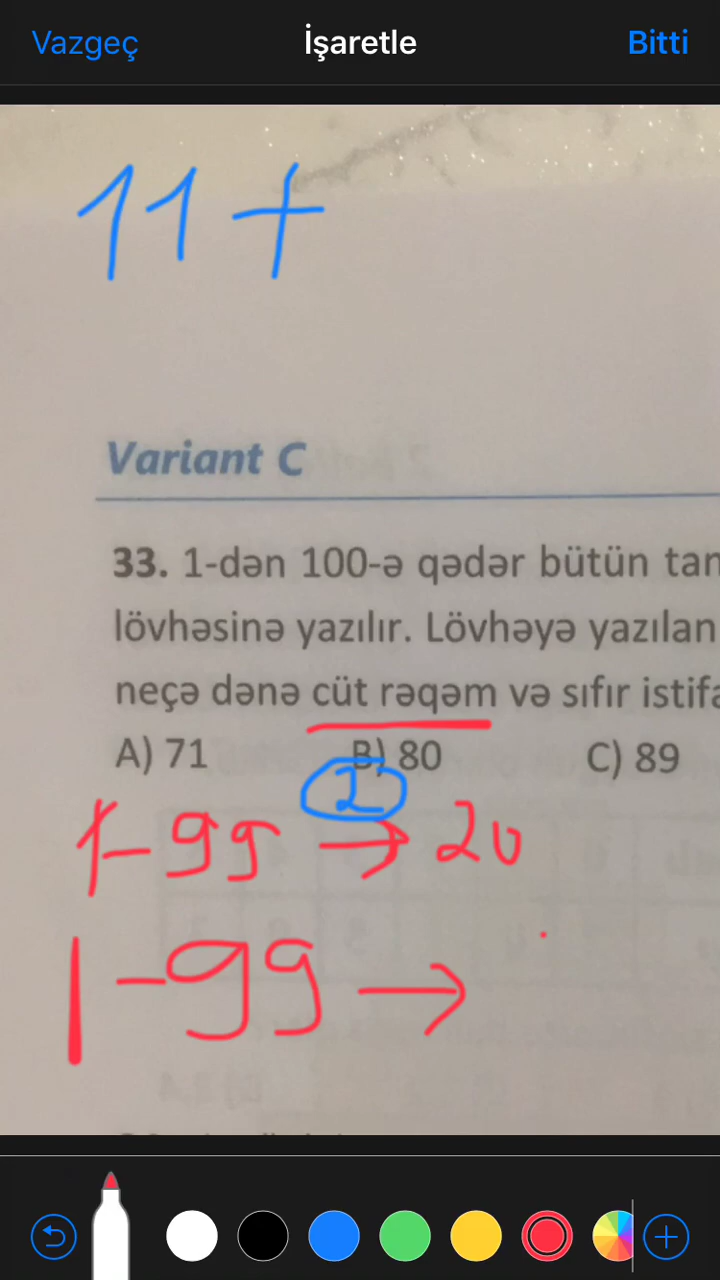 Vazgeç İşaretle Bitti
11+
Variant C
33. 1-dən 100-ə qədər bütün tam
lövhəsinə yazılır. Lövhəyə yazılan
neçə dənə cüt rəqəm və sıfır istifa
A) 71 B) 80 C) 89
2
1-99 → 20
1-99 →